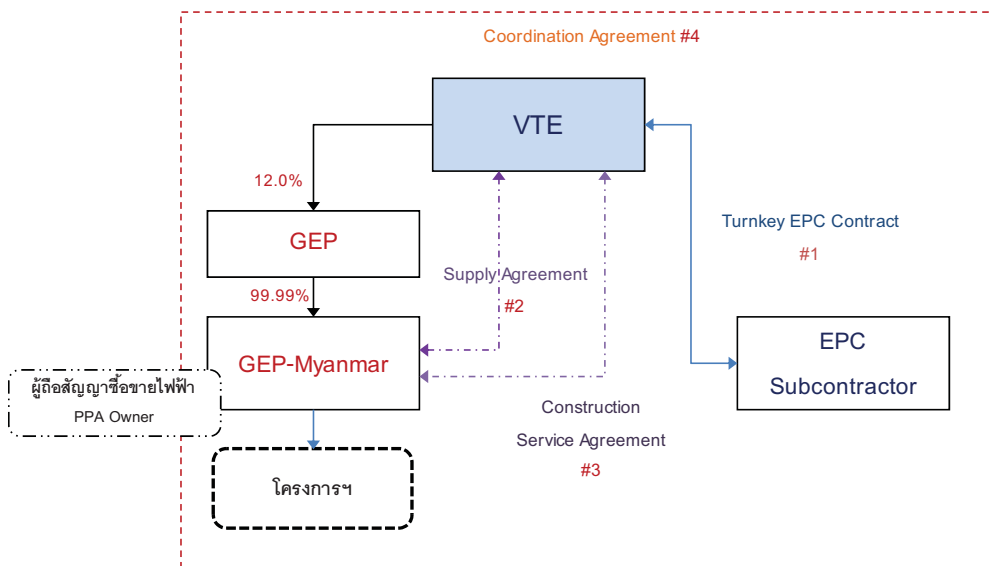 Coordination Agreement #4
VTE
12.0%
GEP
Turnkey EPC Contract
#1
Supply Agreement
#2
99.99%
GEP-Myanmar
EPC
Subcontractor
ผู้ถือสัญญาซื้อขายไฟฟ้า
PPA Owner
Construction
Service Agreement
#3
โครงการฯ